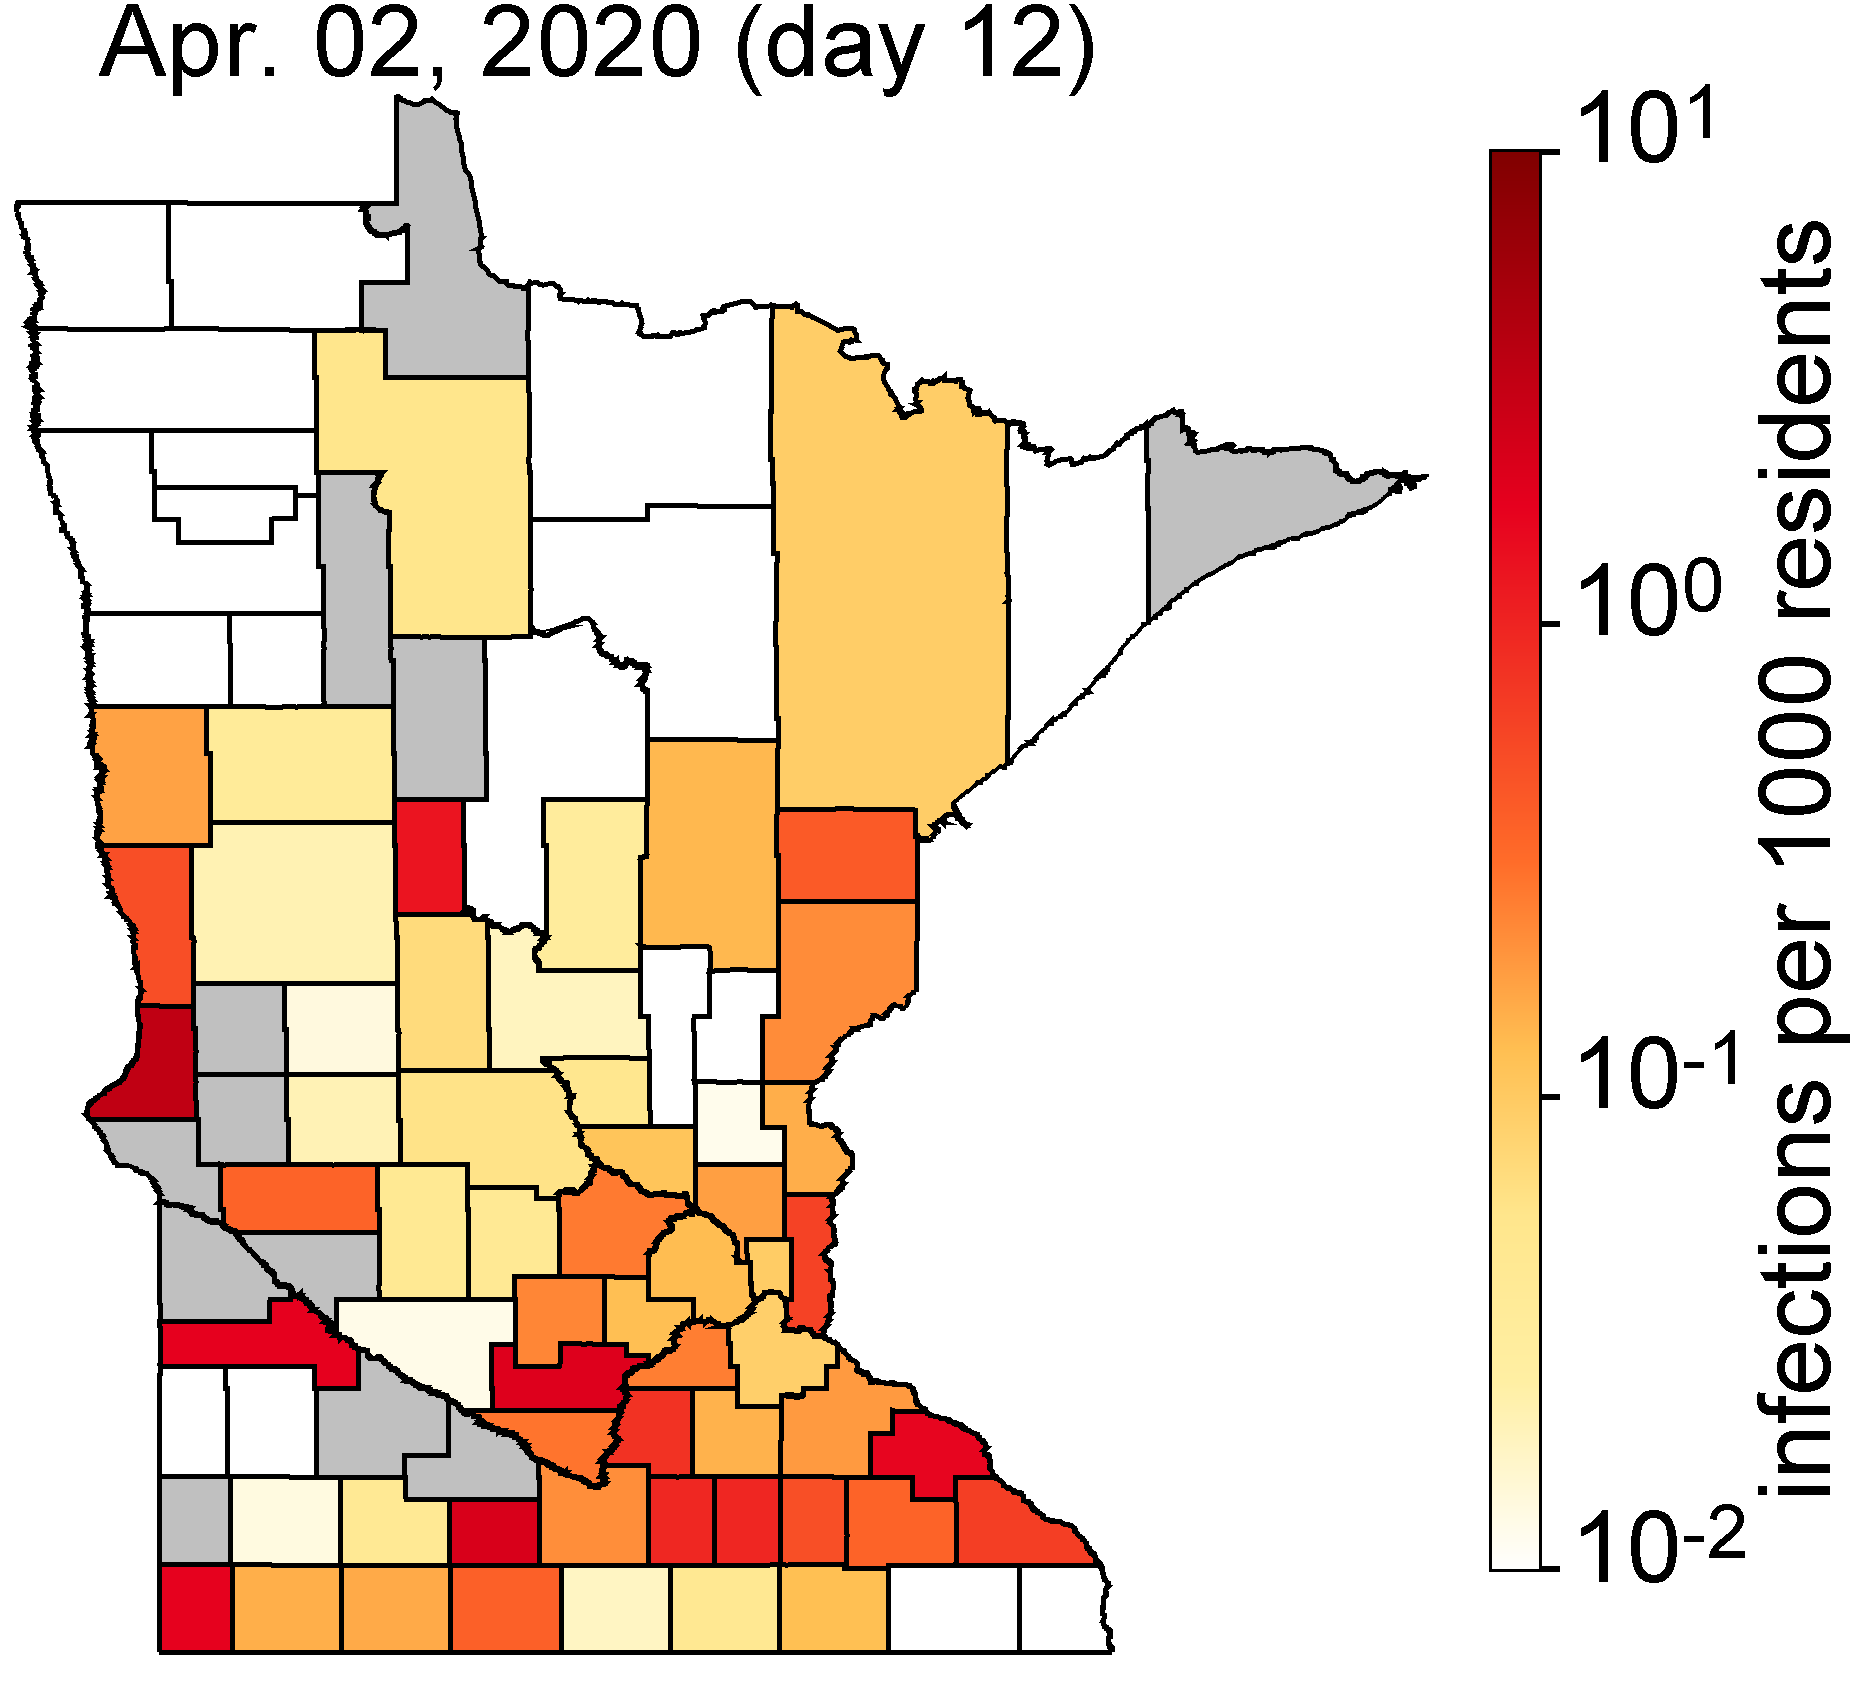 Apr. 02, 2020 (day 12)
10¹
10⁰
10⁻¹
10⁻²
infections per 1000 residents